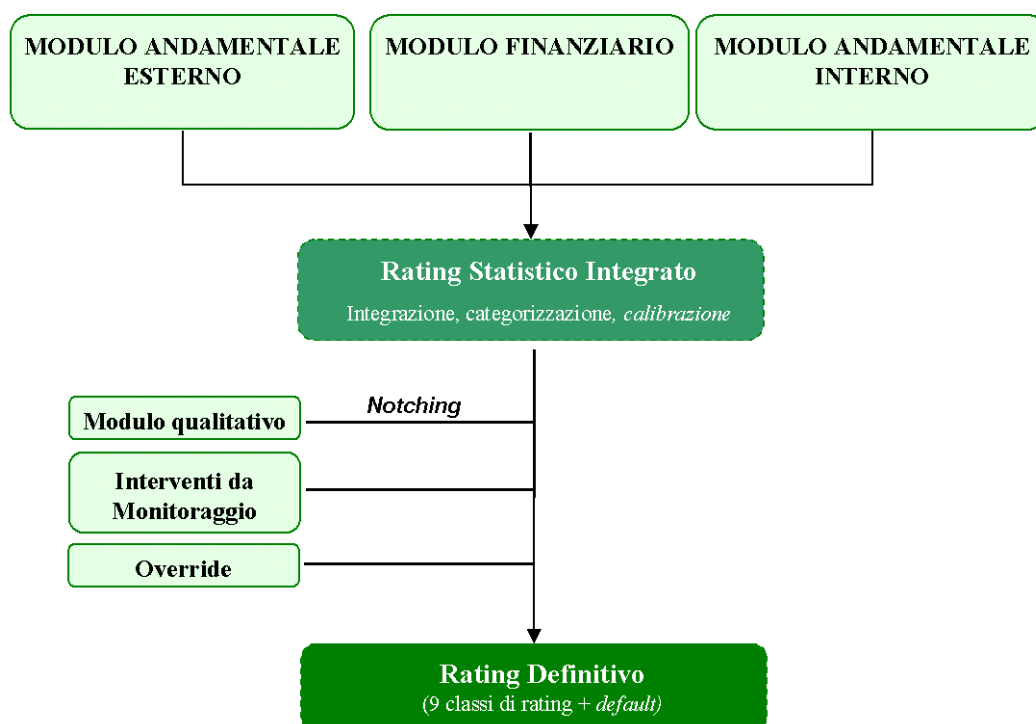 MODULO ANDAMENTALE
ESTERNO
MODULO FINANZIARIO
MODULO ANDAMENTALE
INTERNO
Rating Statistico Integrato
Integrazione, categorizzazione, calibrazione
Notching
Modulo qualitativo
Interventi da
Monitoraggio
Override
Rating Definitivo
(9 classi di rating + default)